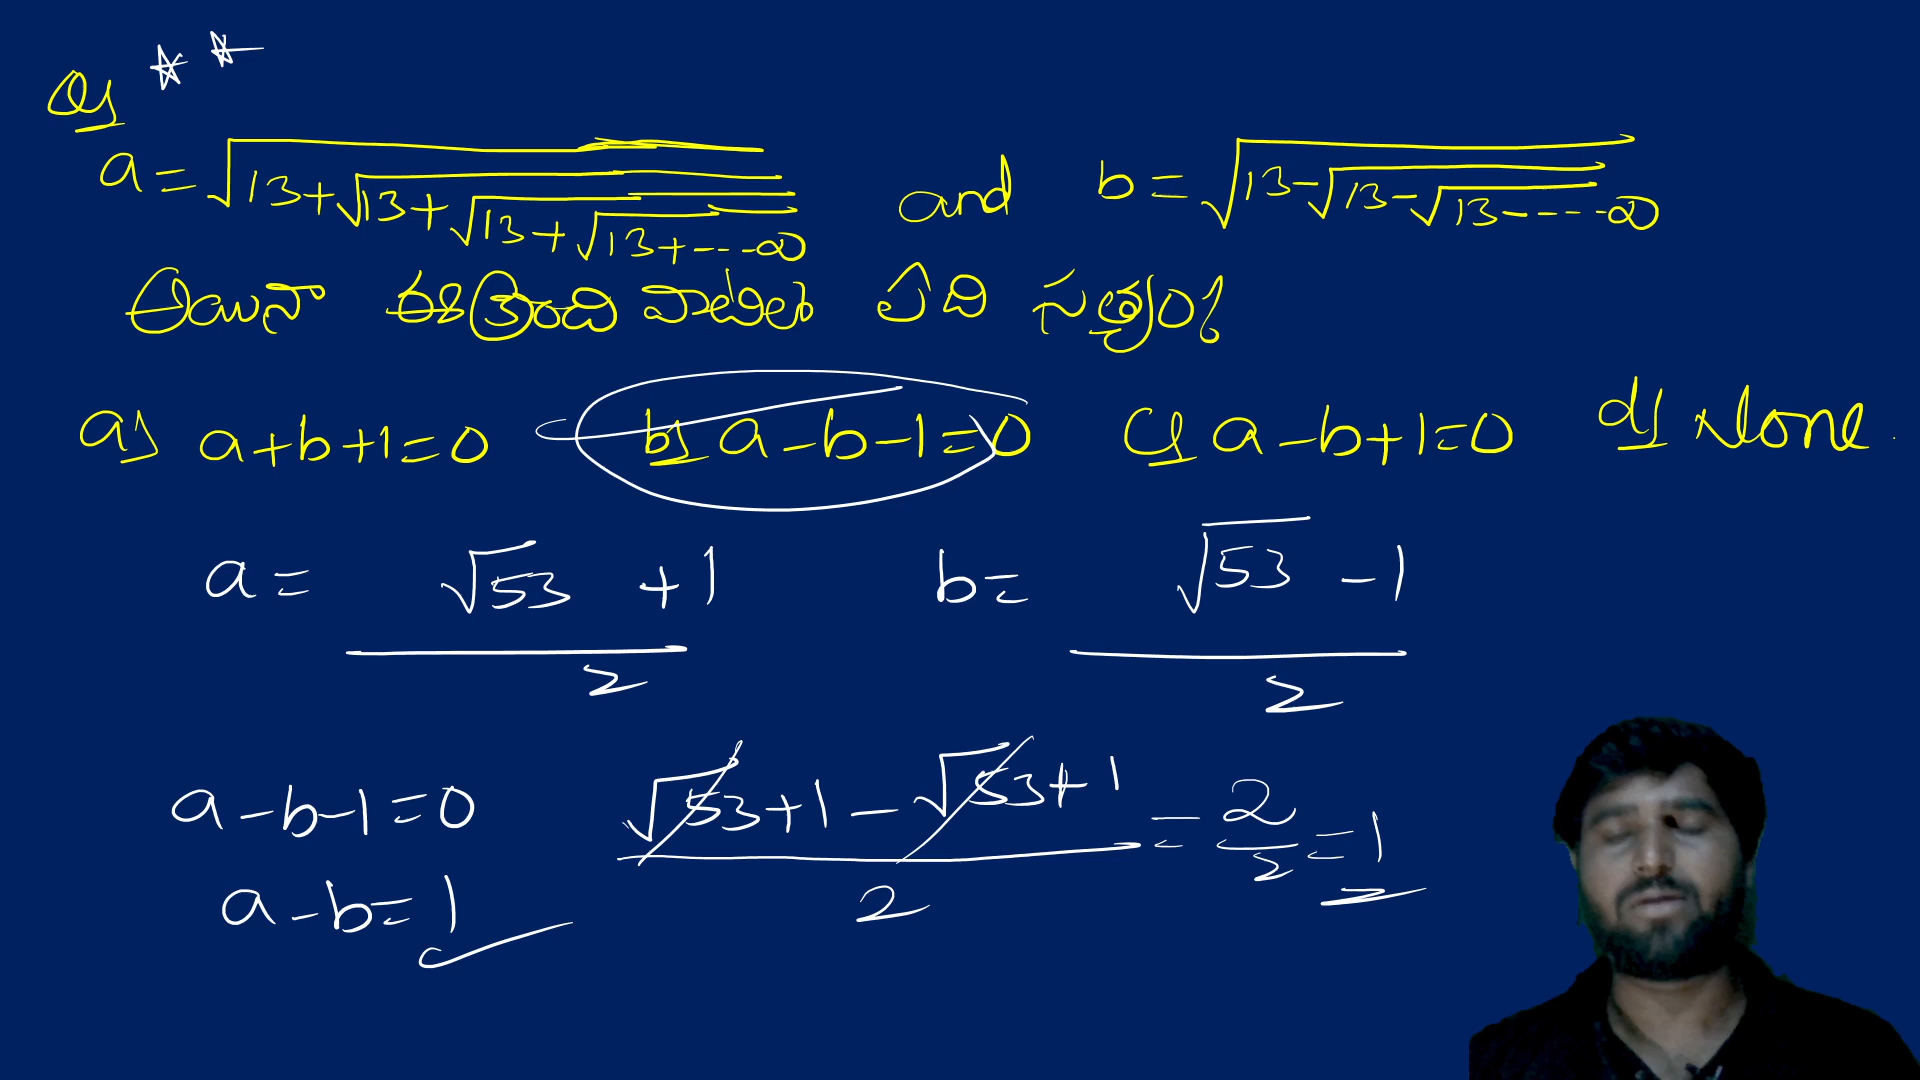 Q)
a = √13+√13+√13+√13+----∞ and b = √13-√13-√13-----∞
అయినా ఈ క్రింది వాటిలో ఏది సత్యం?
a) a+b+1=0 b) a-b-1=0 c) a-b+1=0 d) None.
a = √53 +1 / 2 b = √53 -1 / 2
a-b-1=0 √53+1-√53+1 / 2 = 2/2 = 1
a-b=1